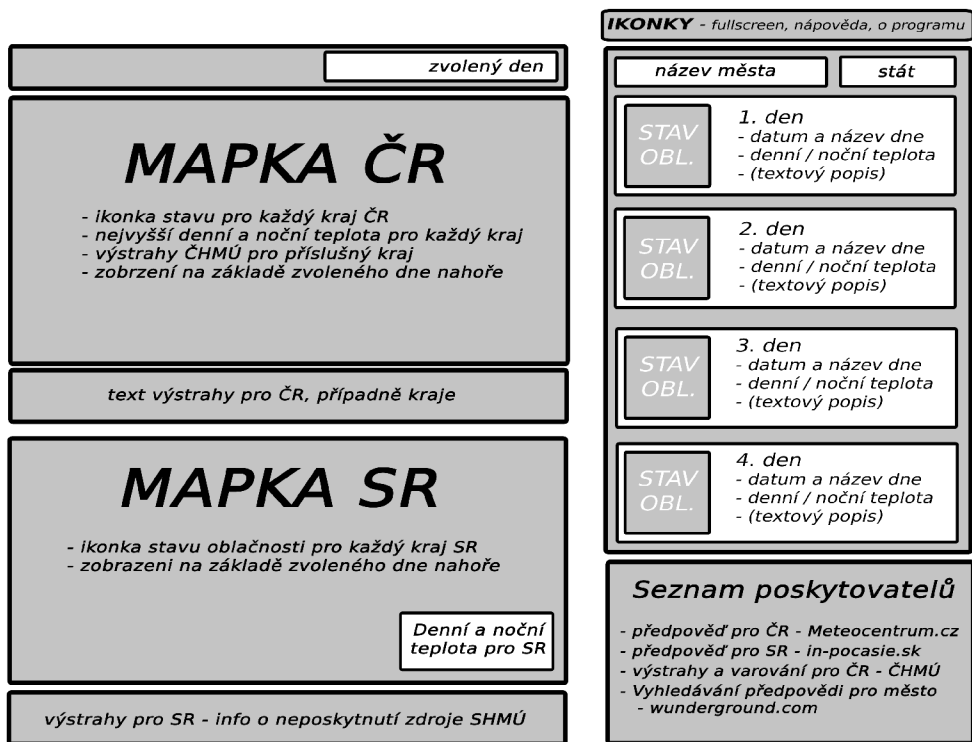 zvolený den
MAPKA ČR
- ikonka stavu pro každý kraj ČR
- nejvyšší denní a noční teplota pro každý kraj
- výstrahy ČHMÚ pro příslušný kraj
- zobrzení na základě zvoleného dne nahoře
text výstrahy pro ČR, případně kraje
MAPKA SR
- ikonka stavu oblačnosti pro každý kraj SR
- zobrazeni na základě zvoleného dne nahoře
Denní a noční
teplota pro SR
výstrahy pro SR - info o neposkytnutí zdroje SHMÚ
IKONKY - fullscreen, nápověda, o programu
název města
stát
STAV
OBL.
1. den
- datum a název dne
- denní / noční teplota
- (textový popis)
STAV
OBL.
2. den
- datum a název dne
- denní / noční teplota
- (textový popis)
STAV
OBL.
3. den
- datum a název dne
- denní / noční teplota
- (textový popis)
STAV
OBL.
4. den
- datum a název dne
- denní / noční teplota
- (textový popis)
Seznam poskytovatelů
- předpověď pro ČR - Meteocentrum.cz
- předpověď pro SR - in-pocasie.sk
- výstrahy a varování pro ČR - ČHMÚ
- Vyhledávání předpovědi pro město
- wunderground.com